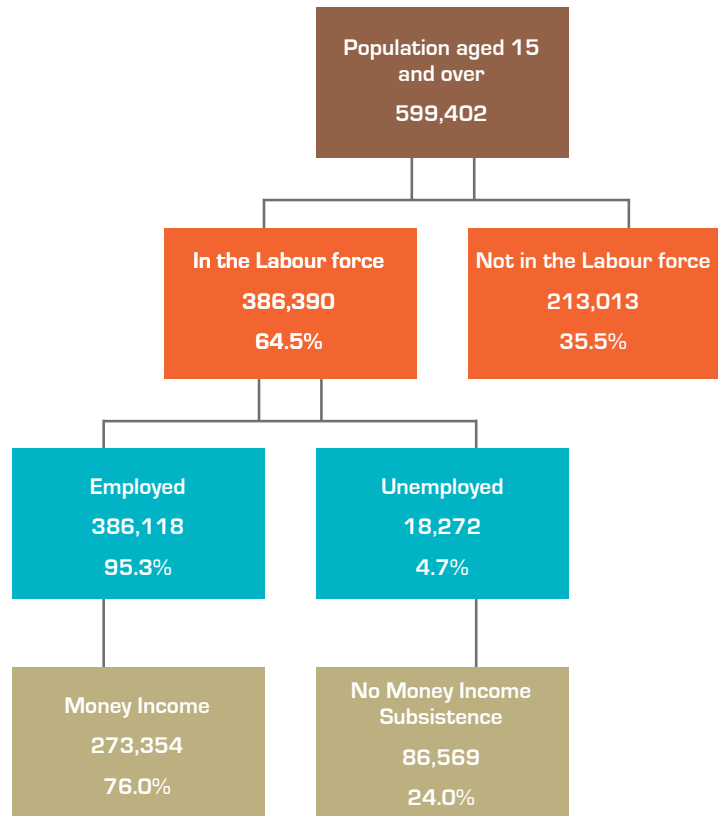 Population aged 15
and over
599,402
In the Labour force
386,390
64.5%
Not in the Labour force
213,013
35.5%
Employed
386,118
95.3%
Unemployed
18,272
4.7%
Money Income
273,354
76.0%
No Money Income
Subsistence
86,569
24.0%